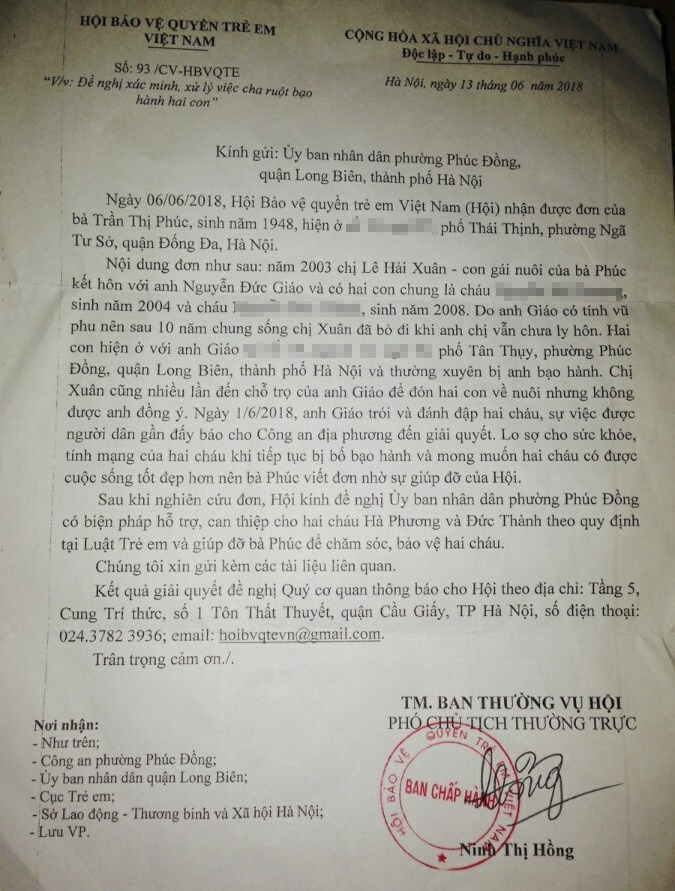 HỘI BẢO VỆ QUYỀN TRẺ EM
VIỆT NAM
Số: 93 /CV-HBVQTE
"V/v: Đề nghị xác minh, xử lý việc cha ruột bạo
hành hai con"
CỘNG HÒA XÃ HỘI CHỦ NGHĨA VIỆT NAM
Độc lập - Tự do - Hạnh phúc
Hà Nội, ngày 13 tháng 06 năm 2018
Kính gửi: Ủy ban nhân dân phường Phúc Đồng,
quận Long Biên, thành phố Hà Nội
Ngày 06/06/2018, Hội Bảo vệ quyền trẻ em Việt Nam (Hội) nhận được đơn của
bà Trần Thị Phúc, sinh năm 1948, hiện ở phố Thái Thịnh, phường Ngã
Tư Sở, quận Đống Đa, Hà Nội.
Nội dung đơn như sau: năm 2003 chị Lê Hải Xuân - con gái nuôi của bà Phúc
kết hôn với anh Nguyễn Đức Giáo và có hai con chung là cháu
sinh năm 2004 và cháu , sinh năm 2008. Do anh Giáo có tính vũ
phu nên sau 10 năm chung sống chị Xuân đã bỏ đi khi anh chị vẫn chưa ly hôn. Hai
con hiện ở với anh Giáo phố Tân Thụy, phường Phúc
Đồng, quận Long Biên, thành phố Hà Nội và thường xuyên bị anh bạo hành. Chị
Xuân cũng nhiều lần đến chỗ trọ của anh Giáo để đón hai con về nuôi nhưng không
được anh đồng ý. Ngày 1/6/2018, anh Giáo trói và đánh đập hai cháu, sự việc được
người dân gần đấy báo cho Công an địa phương đến giải quyết. Lo sợ cho sức khỏe,
tính mạng của hai cháu khi tiếp tục bị bố bạo hành và mong muốn hai cháu có được
cuộc sống tốt đẹp hơn nên bà Phúc viết đơn nhờ sự giúp đỡ của Hội.
Sau khi nghiên cứu đơn, Hội kính đề nghị Ủy ban nhân dân phường Phúc Đồng
có biện pháp hỗ trợ, can thiệp cho hai cháu Hà Phương và Đức Thành theo quy định
tại Luật Trẻ em và giúp đỡ bà Phúc để chăm sóc, bảo vệ hai cháu.
Chúng tôi xin gửi kèm các tài liệu liên quan.
Kết quả giải quyết đề nghị Quý cơ quan thông báo cho Hội theo địa chỉ: Tầng 5,
Cung Trí thức, số 1 Tôn Thất Thuyết, quận Cầu Giấy, TP Hà Nội, số điện thoại:
024.3782 3936; email: hoibvqtevn@gmail.com.
Trân trọng cảm ơn./.
TM. BAN THƯỜNG VỤ HỘI
PHÓ CHỦ TỊCH THƯỜNG TRỰC
HỘI BẢO VỆ QUYỀN TRẺ EM VIỆT NAM
BAN CHẤP HÀNH
Ninh Thị Hồng
Nơi nhận:
- Như trên;
- Công an phường Phúc Đồng;
- Ủy ban nhân dân quận Long Biên;
- Cục Trẻ em;
- Sở Lao động - Thương binh và Xã hội Hà Nội;
- Lưu VP.